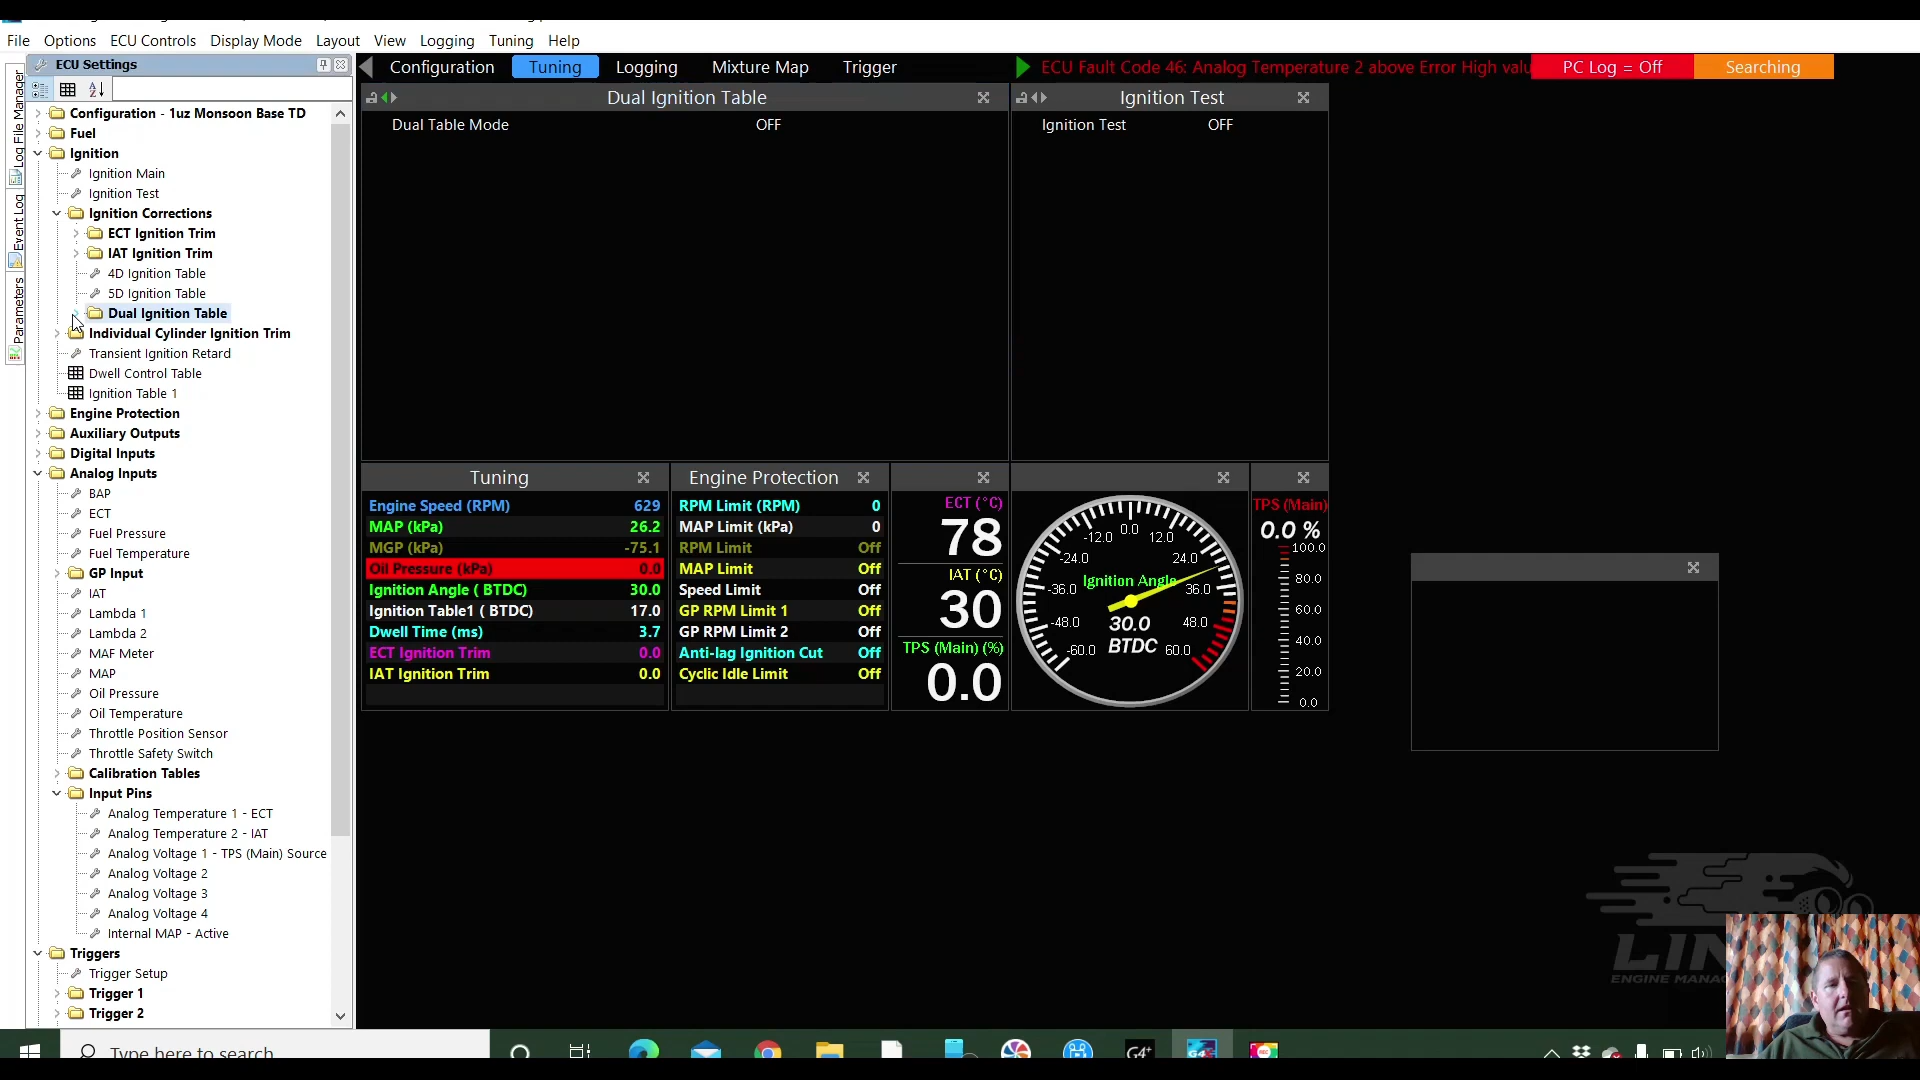 File Options ECU Controls Display Mode Layout View Logging Tuning Help
ECU Settings
Log File Manager
Event Log
Parameters
Configuration - 1uz Monsoon Base TD
Fuel
Ignition
Ignition Main
Ignition Test
Ignition Corrections
ECT Ignition Trim
IAT Ignition Trim
4D Ignition Table
5D Ignition Table
Dual Ignition Table
Individual Cylinder Ignition Trim
Transient Ignition Retard
Dwell Control Table
Ignition Table 1
Engine Protection
Auxiliary Outputs
Digital Inputs
Analog Inputs
BAP
ECT
Fuel Pressure
Fuel Temperature
GP Input
IAT
Lambda 1
Lambda 2
MAF Meter
MAP
Oil Pressure
Oil Temperature
Throttle Position Sensor
Throttle Safety Switch
Calibration Tables
Input Pins
Analog Temperature 1 - ECT
Analog Temperature 2 - IAT
Analog Voltage 1 - TPS (Main) Source
Analog Voltage 2
Analog Voltage 3
Analog Voltage 4
Internal MAP - Active
Triggers
Trigger Setup
Trigger 1
Trigger 2
Configuration Tuning Logging Mixture Map Trigger
ECU Fault Code 46: Analog Temperature 2 above Error High valu
PC Log = Off
Searching
Dual Ignition Table
Dual Table Mode OFF
Ignition Test
Ignition Test OFF
Tuning
Engine Speed (RPM) 629
MAP (kPa) 26.2
MGP (kPa) -75.1
Oil Pressure (kPa) 0.0
Ignition Angle ( BTDC) 30.0
Ignition Table1 ( BTDC) 17.0
Dwell Time (ms) 3.7
ECT Ignition Trim 0.0
IAT Ignition Trim 0.0
Engine Protection
RPM Limit (RPM) 0
MAP Limit (kPa) 0
RPM Limit Off
MAP Limit Off
Speed Limit Off
GP RPM Limit 1 Off
GP RPM Limit 2 Off
Anti-lag Ignition Cut Off
Cyclic Idle Limit Off
ECT (°C)
78
IAT (°C)
30
TPS (Main) (%)
0.0
-12.0 0.0 12.0
-24.0 24.0
Ignition Angle
-36.0 36.0
-48.0 30.0 48.0
-60.0 BTDC 60.0
TPS (Main)
0.0 %
100.0
80.0
60.0
40.0
20.0
0.0
LIN
ENGINE MANA
Type here to search
G4+